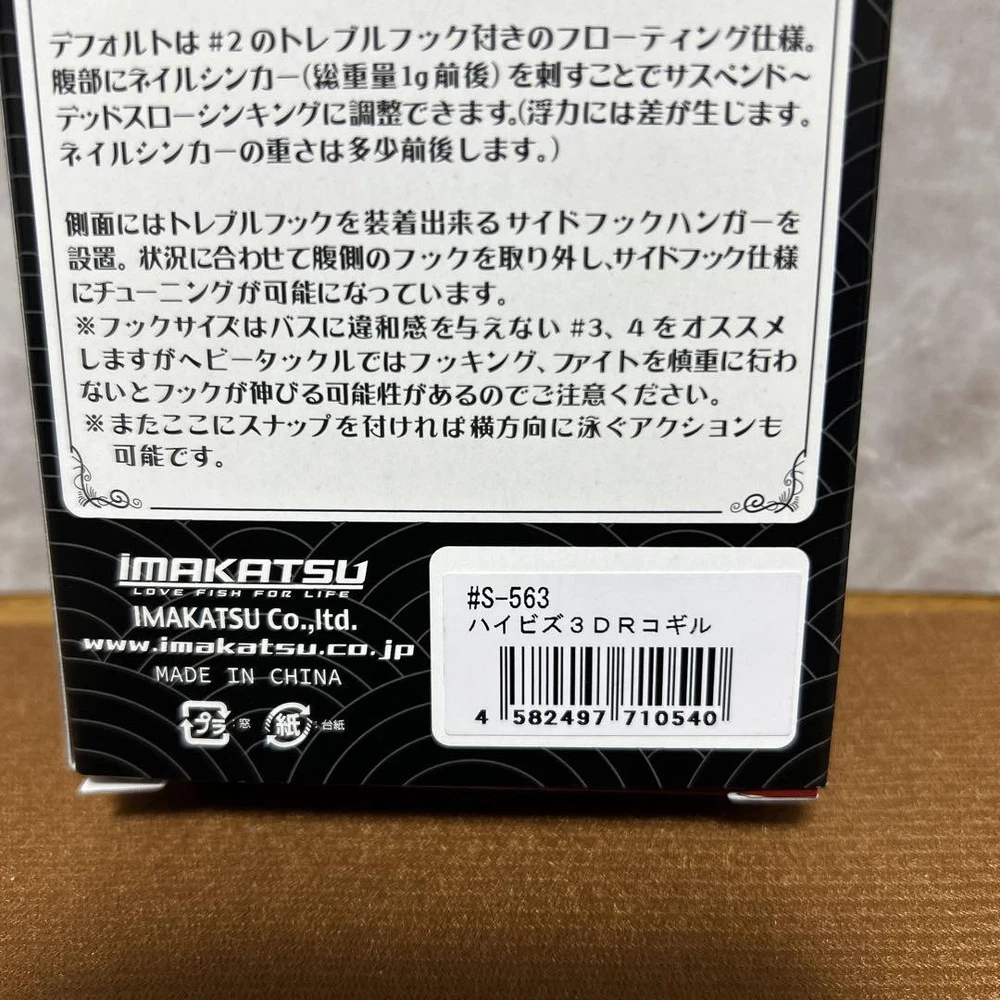 デフォルトは#2のトレブルフック付きのフローティング仕様。
腹部にネイルシンカー(総重量1g前後)を刺すことでサスペンド~
デッドスローシンキングに調整できます。(浮力には差が生じます。
ネイルシンカーの重さは多少前後します。)
側面にはトレブルフックを装着出来るサイドフックハンガーを
設置。状況に合わせて腹側のフックを取り外し、サイドフック仕様
にチューニングが可能になっています。
※フックサイズはバスに違和感を与えない#3、4をオススメ
しますがヘビータックルではフッキング、ファイトを慎重に行わ
ないとフックが伸びる可能性があるのでご注意ください。
※またここにスナップを付ければ横方向に泳ぐアクションも
可能です。
IMAKATSU
LOVE FISH FOR LIFE
IMAKATSU Co.,ltd.
www.imakatsu.co.jp
MADE IN CHINA
プラ:窓 紙:台紙
#S-563
ハイビズ3DRコギル
4 582497 710540